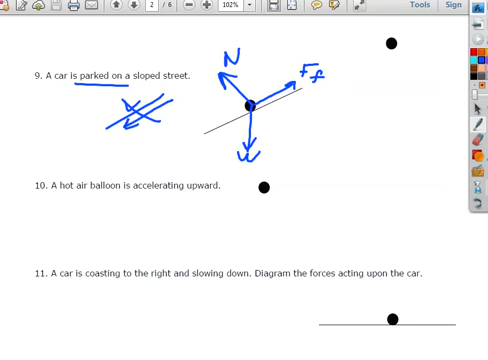 2 / 6
102%
Tools
Sign
9. A car is parked on a sloped street.
N
Ff
W
10. A hot air balloon is accelerating upward.
11. A car is coasting to the right and slowing down. Diagram the forces acting upon the car.